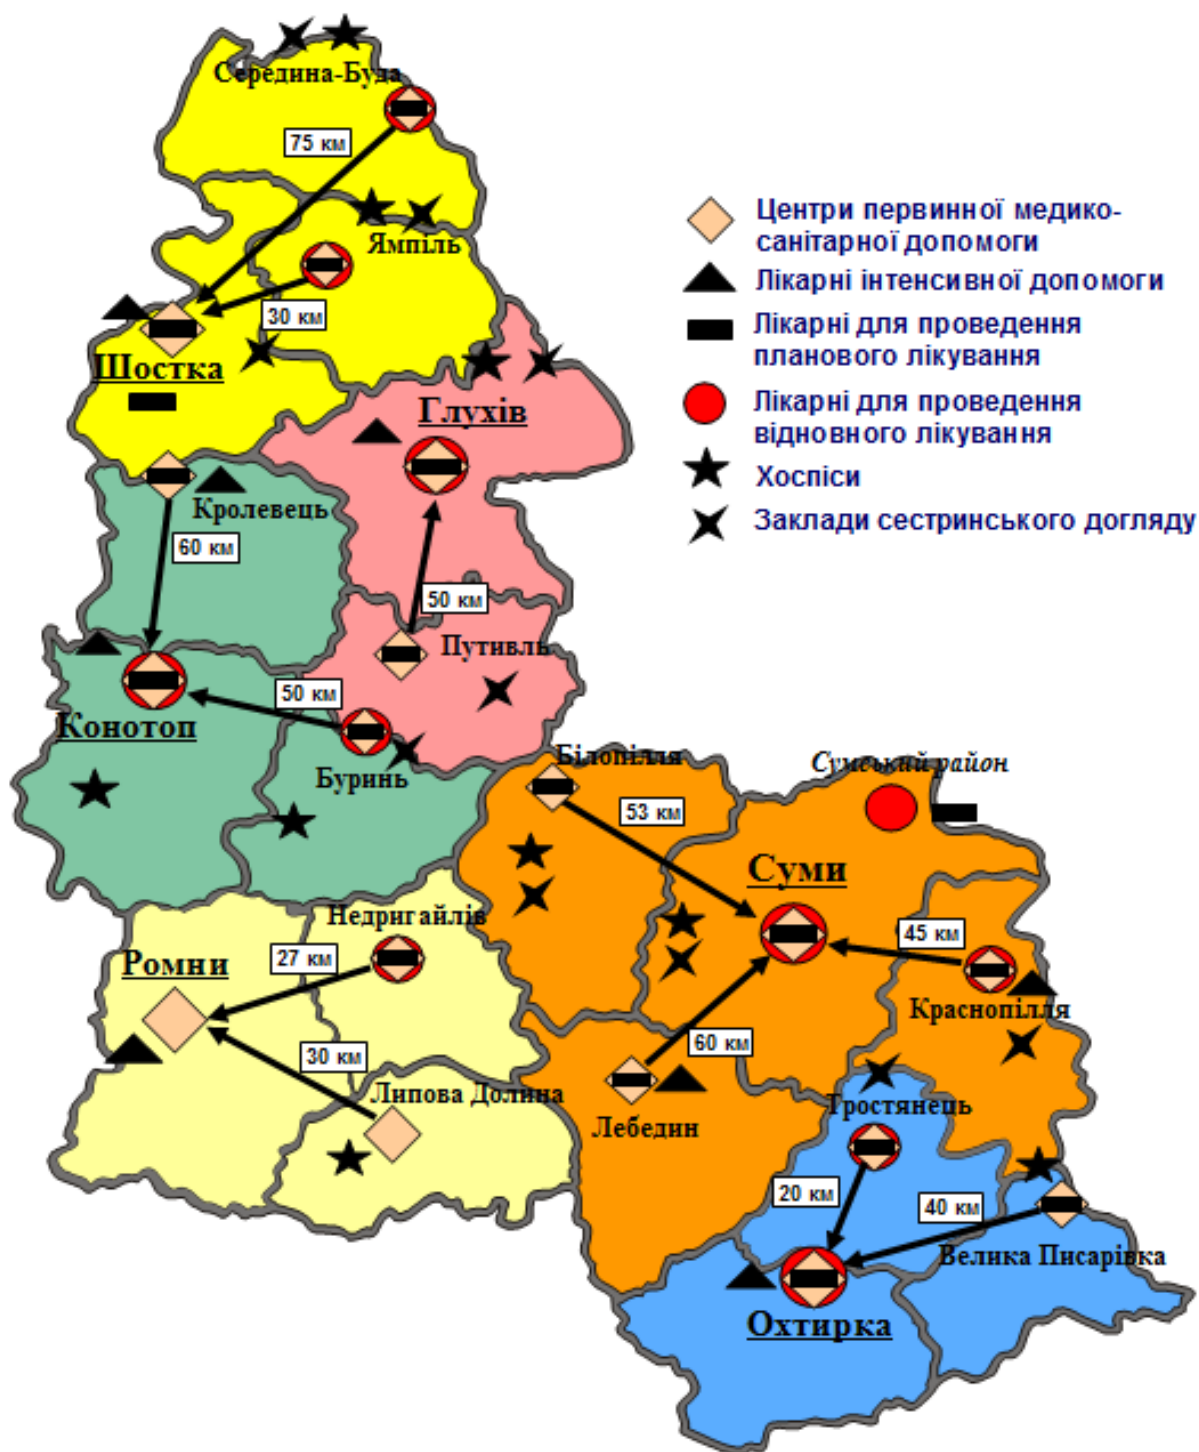 Середина-Буда
75 км
Ямпіль
30 км
Шостка
Глухів
Кролевець
60 км
50 км
Путивль
50 км
Конотоп
Буринь
Білопілля
Сумський район
53 км
Суми
Недригайлів
45 км
27 км
Ромни
Краснопілля
30 км
60 км
Липова Долина
Лебедин
Тростянець
20 км
40 км
Велика Писарівка
Охтирка
Центри первинної медико-
санітарної допомоги
Лікарні інтенсивної допомоги
Лікарні для проведення
планового лікування
Лікарні для проведення
відновного лікування
Хоспіси
Заклади сестринського догляду